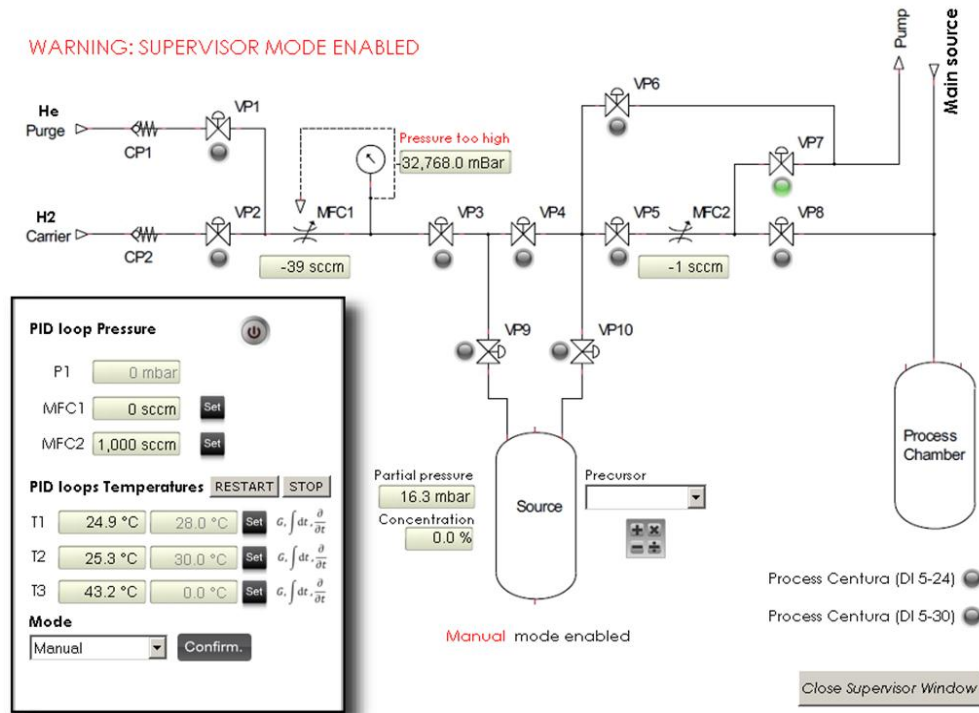 WARNING: SUPERVISOR MODE ENABLED
Pump
Main source
He
Purge
CP1
VP1
VP6
Pressure too high
-32,768.0 mBar
VP7
H2
Carrier
CP2
VP2
MFC1
VP3
VP4
VP5
MFC2
VP8
-39 sccm
-1 sccm
VP9
VP10
PID loop Pressure
P1 0 mbar
MFC1 0 sccm Set
MFC2 1,000 sccm Set
PID loops Temperatures RESTART STOP
T1 24.9 °C 28.0 °C Set G, ∫dt, ∂/∂t
T2 25.3 °C 30.0 °C Set G, ∫dt, ∂/∂t
T3 43.2 °C 0.0 °C Set G, ∫dt, ∂/∂t
Mode
Manual Confirm.
Partial pressure
16.3 mbar
Concentration
0.0 %
Source
Precursor
Process
Chamber
Manual mode enabled
Process Centura (DI 5-24)
Process Centura (DI 5-30)
Close Supervisor Window